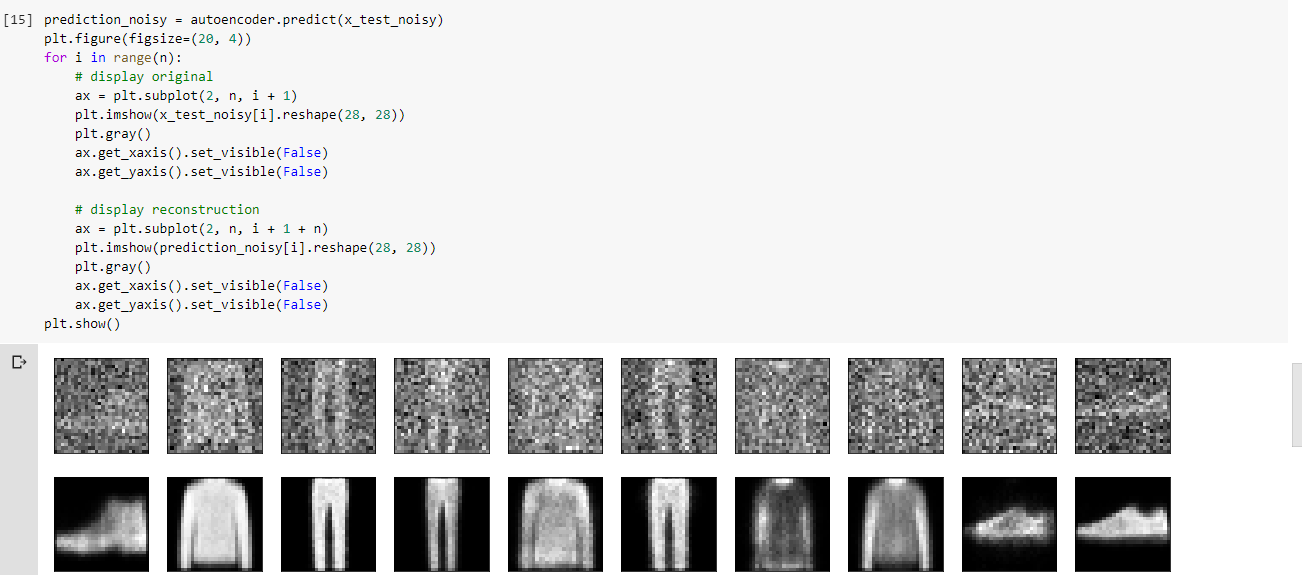 [15] prediction_noisy = autoencoder.predict(x_test_noisy)
plt.figure(figsize=(20, 4))
for i in range(n):
    # display original
    ax = plt.subplot(2, n, i + 1)
    plt.imshow(x_test_noisy[i].reshape(28, 28))
    plt.gray()
    ax.get_xaxis().set_visible(False)
    ax.get_yaxis().set_visible(False)

    # display reconstruction
    ax = plt.subplot(2, n, i + 1 + n)
    plt.imshow(prediction_noisy[i].reshape(28, 28))
    plt.gray()
    ax.get_xaxis().set_visible(False)
    ax.get_yaxis().set_visible(False)
plt.show()